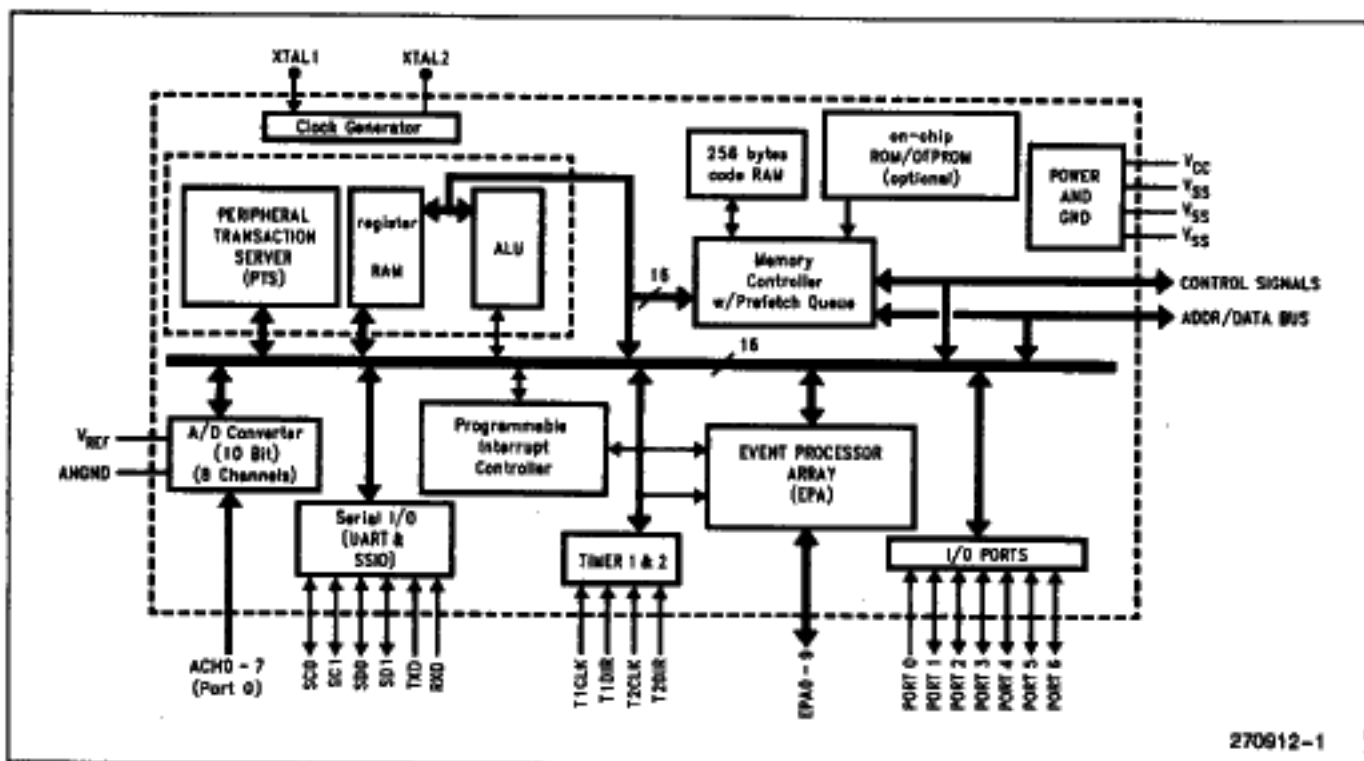 XTAL1
XTAL2
Clock Generator
256 bytes
code RAM
on-chip
ROM/OTPROM
(optional)
POWER
AND
GND
VCC
VSS
VSS
VSS
PERIPHERAL
TRANSACTION
SERVER
(PTS)
register
RAM
ALU
16
Memory
Controller
w/Prefetch Queue
CONTROL SIGNALS
ADDR/DATA BUS
16
VREF
ANGND
A/D Converter
(10 Bit)
(8 Channels)
Programmable
Interrupt
Controller
EVENT PROCESSOR
ARRAY
(EPA)
Serial I/O
(UART &
SSIO)
TIMER 1 & 2
I/O PORTS
ACH0 - 7
(Port 0)
SC0
SC1
SD0
SD1
TXD
RXD
T1CLK
T1DIR
T2CLK
T2DIR
EPA0-9
PORT 0
PORT 1
PORT 2
PORT 3
PORT 4
PORT 5
PORT 6
270912-1